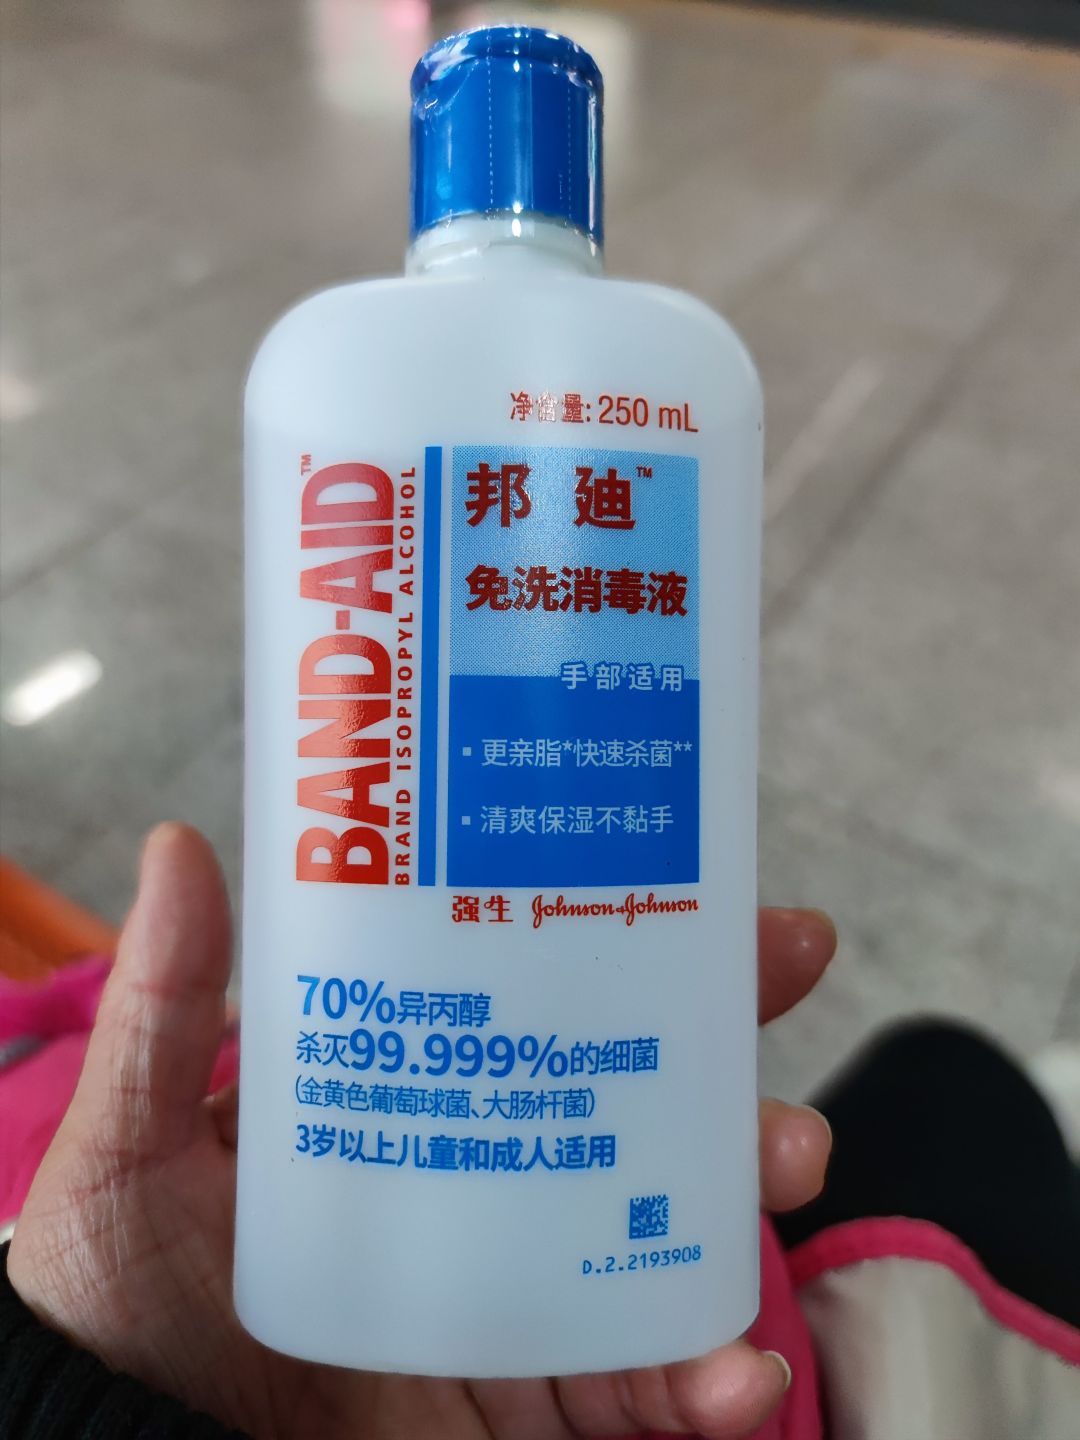 净含量: 250 mL
BAND-AID™
BRAND ISOPROPYL ALCOHOL
邦迪™
免洗消毒液
手部适用
▪ 更亲脂*快速杀菌**
▪ 清爽保湿不黏手
强生 Johnson+Johnson
70%异丙醇
杀灭99.999%的细菌
(金黄色葡萄球菌、大肠杆菌)
3岁以上儿童和成人适用
D.2.2193908